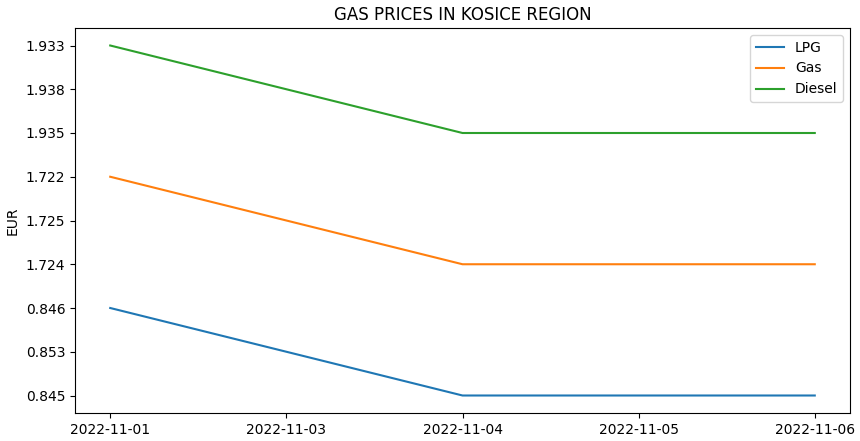 GAS PRICES IN KOSICE REGION
LPG
Gas
Diesel
EUR
1.933
1.938
1.935
1.722
1.725
1.724
0.846
0.853
0.845
2022-11-01
2022-11-03
2022-11-04
2022-11-05
2022-11-06